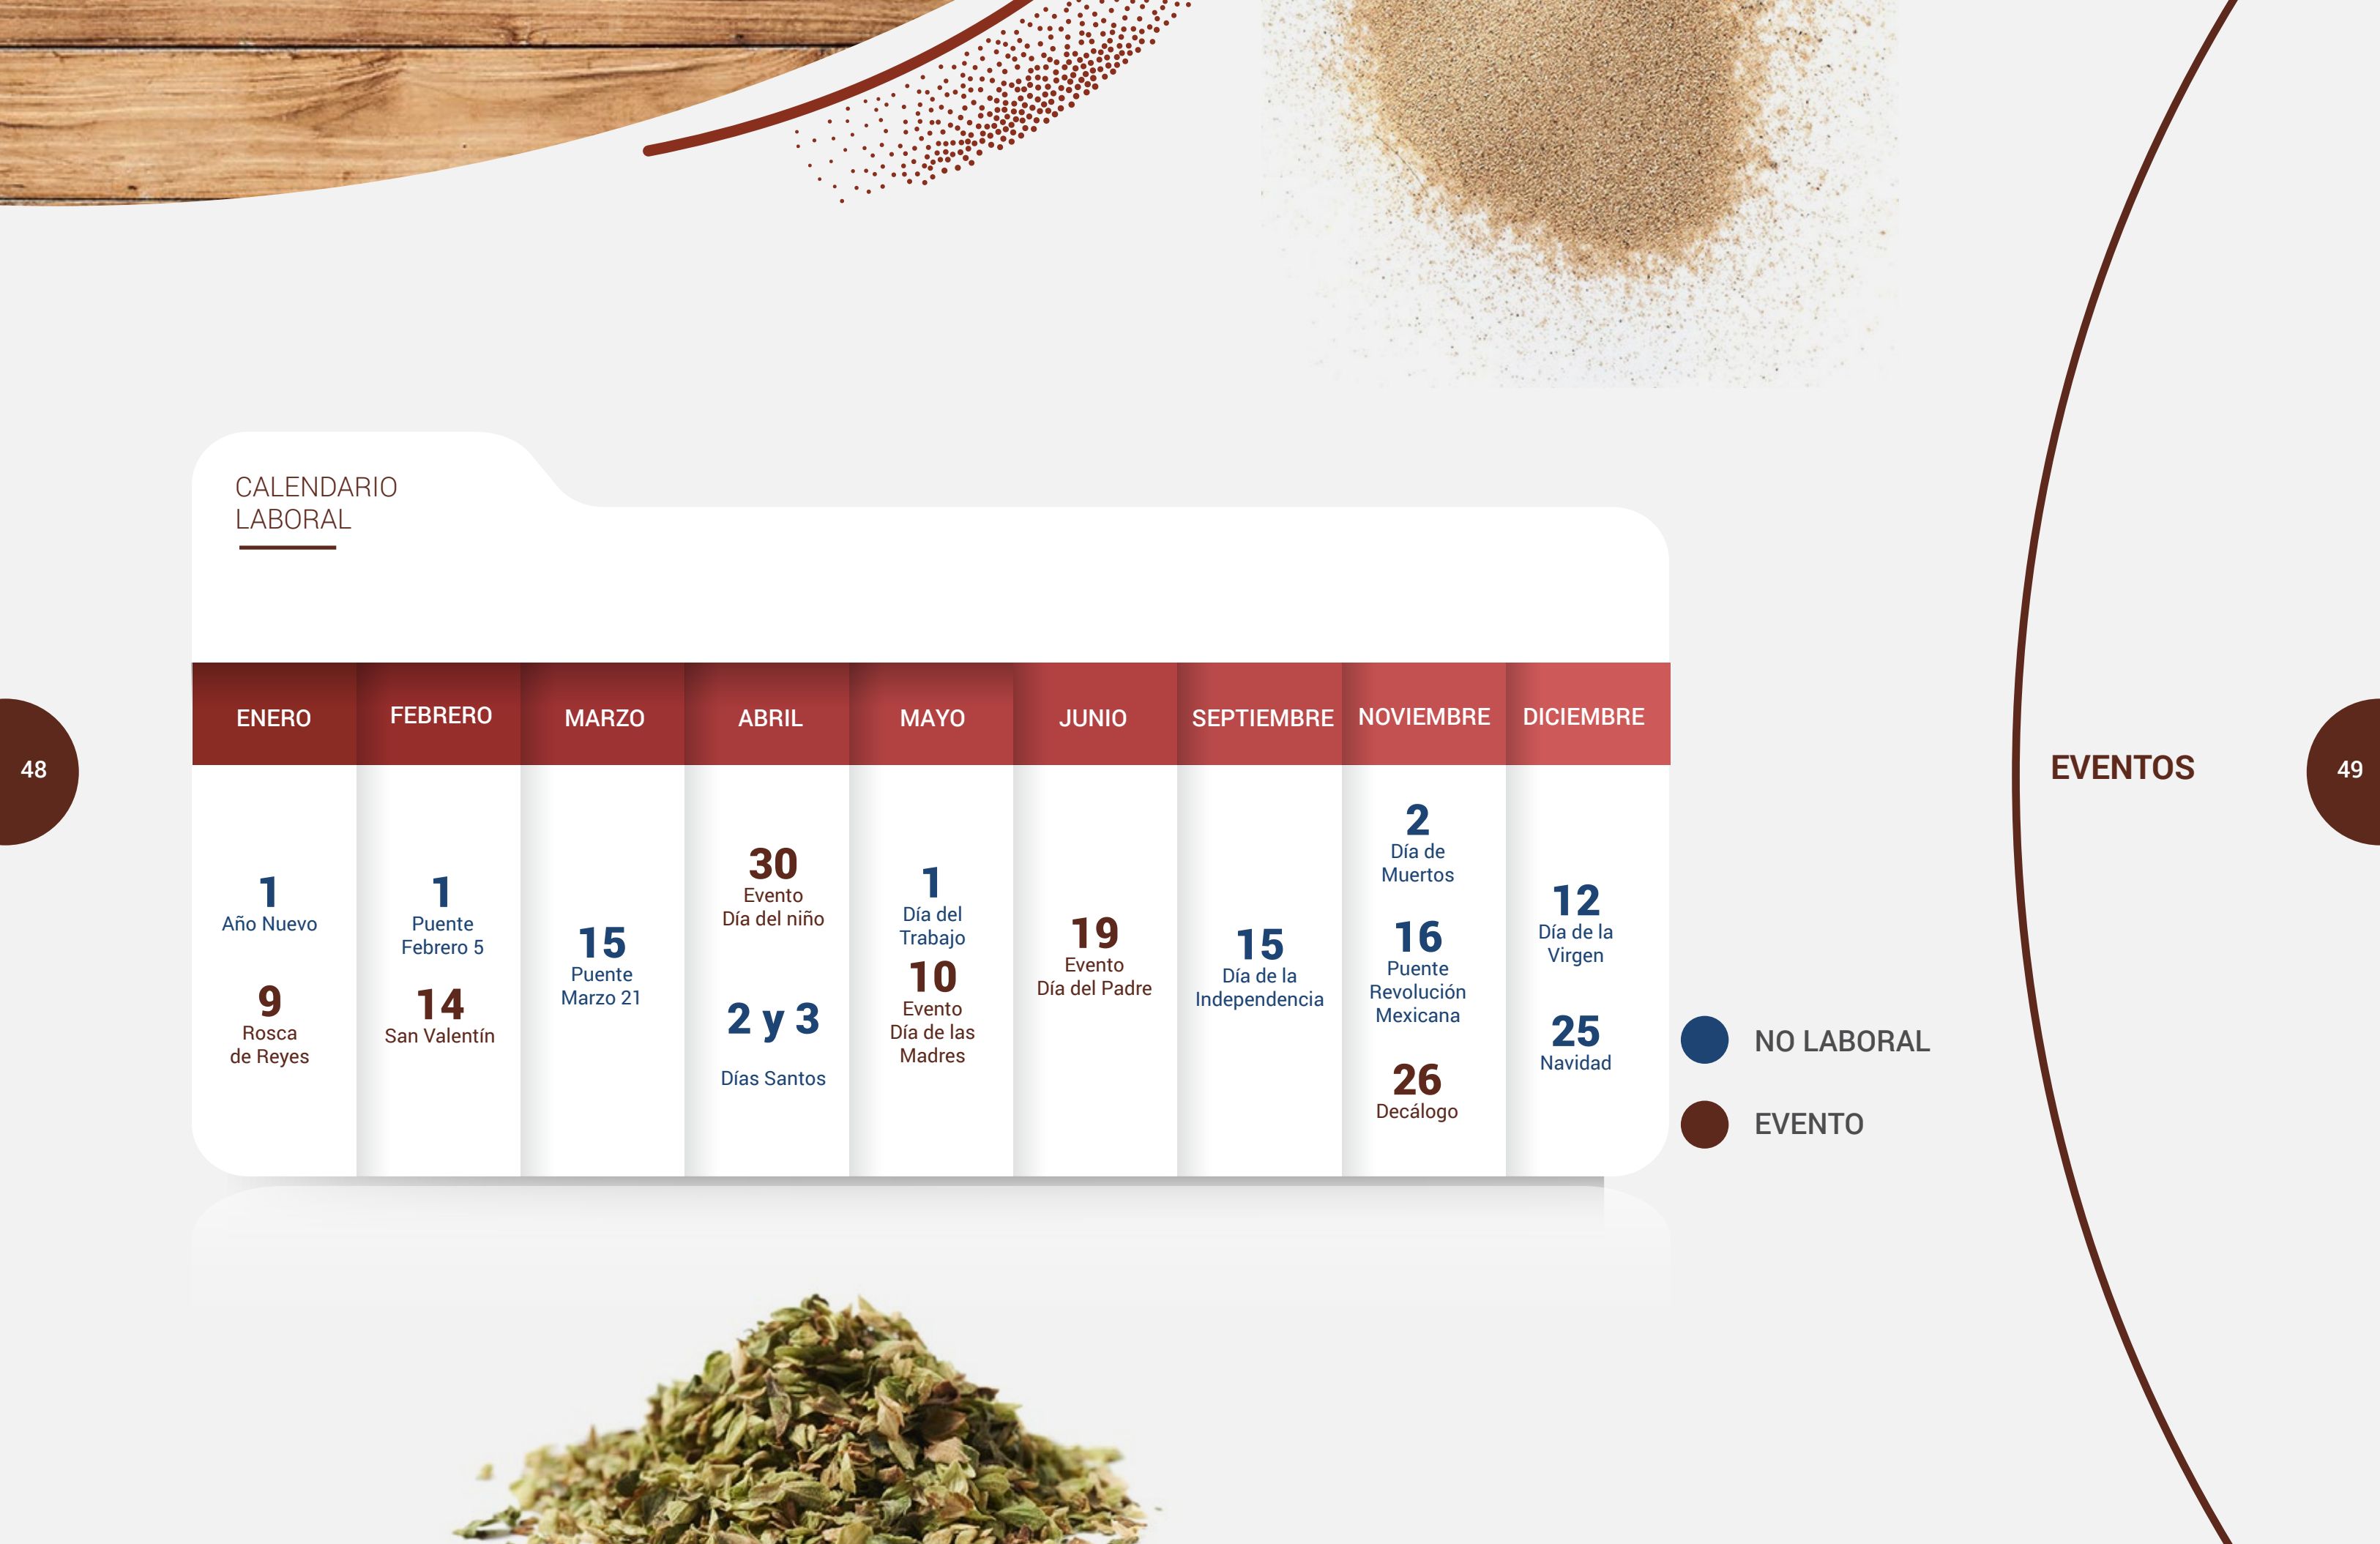 CALENDARIO
LABORAL
ENERO
FEBRERO
MARZO
ABRIL
MAYO
JUNIO
SEPTIEMBRE
NOVIEMBRE
DICIEMBRE
1
Año Nuevo
9
Rosca
de Reyes
1
Puente
Febrero 5
14
San Valentín
15
Puente
Marzo 21
30
Evento
Día del niño
2 y 3
Días Santos
1
Día del
Trabajo
10
Evento
Día de las
Madres
19
Evento
Día del Padre
15
Día de la
Independencia
2
Día de
Muertos
16
Puente
Revolución
Mexicana
26
Decálogo
12
Día de la
Virgen
25
Navidad
NO LABORAL
EVENTO
48
EVENTOS
49